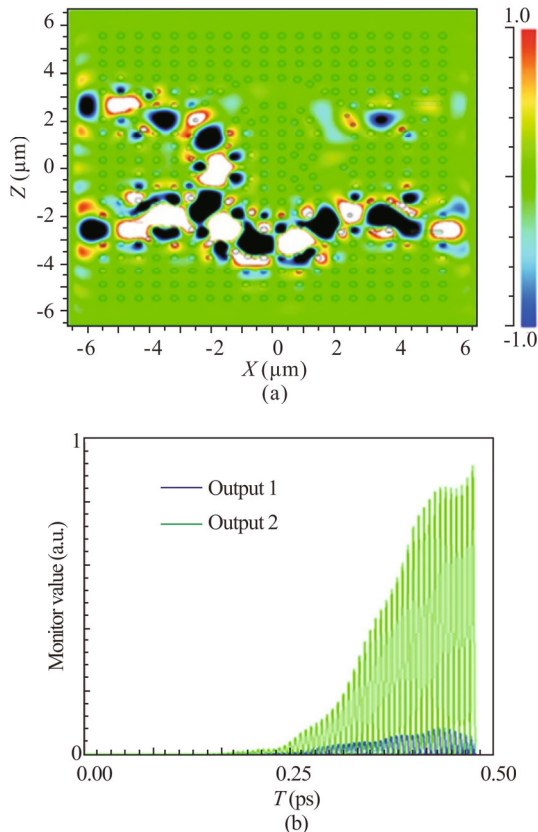 6
4
2
0
-2
-4
-6
Z (μm)
-6 -4 -2 0 2 4 6
X (μm)
(a)
1.0
-1.0
1
0
Monitor value (a.u.)
Output 1
Output 2
0.00 0.25 0.50
T (ps)
(b)